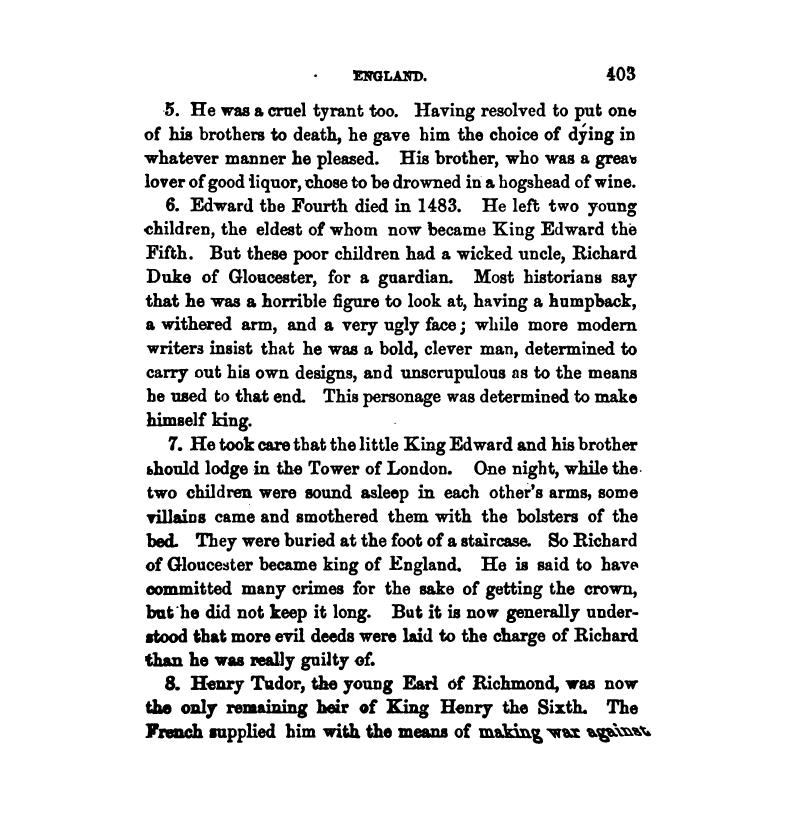 ENGLAND. 403
5. He was a cruel tyrant too. Having resolved to put one
of his brothers to death, he gave him the choice of dying in
whatever manner he pleased. His brother, who was a great
lover of good liquor, chose to be drowned in a hogshead of wine.
6. Edward the Fourth died in 1483. He left two young
children, the eldest of whom now became King Edward the
Fifth. But these poor children had a wicked uncle, Richard
Duke of Gloucester, for a guardian. Most historians say
that he was a horrible figure to look at, having a humpback,
a withered arm, and a very ugly face; while more modern
writers insist that he was a bold, clever man, determined to
carry out his own designs, and unscrupulous as to the means
he used to that end. This personage was determined to make
himself king.
7. He took care that the little King Edward and his brother
should lodge in the Tower of London. One night, while the
two children were sound asleep in each other's arms, some
villains came and smothered them with the bolsters of the
bed. They were buried at the foot of a staircase. So Richard
of Gloucester became king of England. He is said to have
committed many crimes for the sake of getting the crown,
but he did not keep it long. But it is now generally under-
stood that more evil deeds were laid to the charge of Richard
than he was really guilty of.
8. Henry Tudor, the young Earl of Richmond, was now
the only remaining heir of King Henry the Sixth. The
French supplied him with the means of making war against